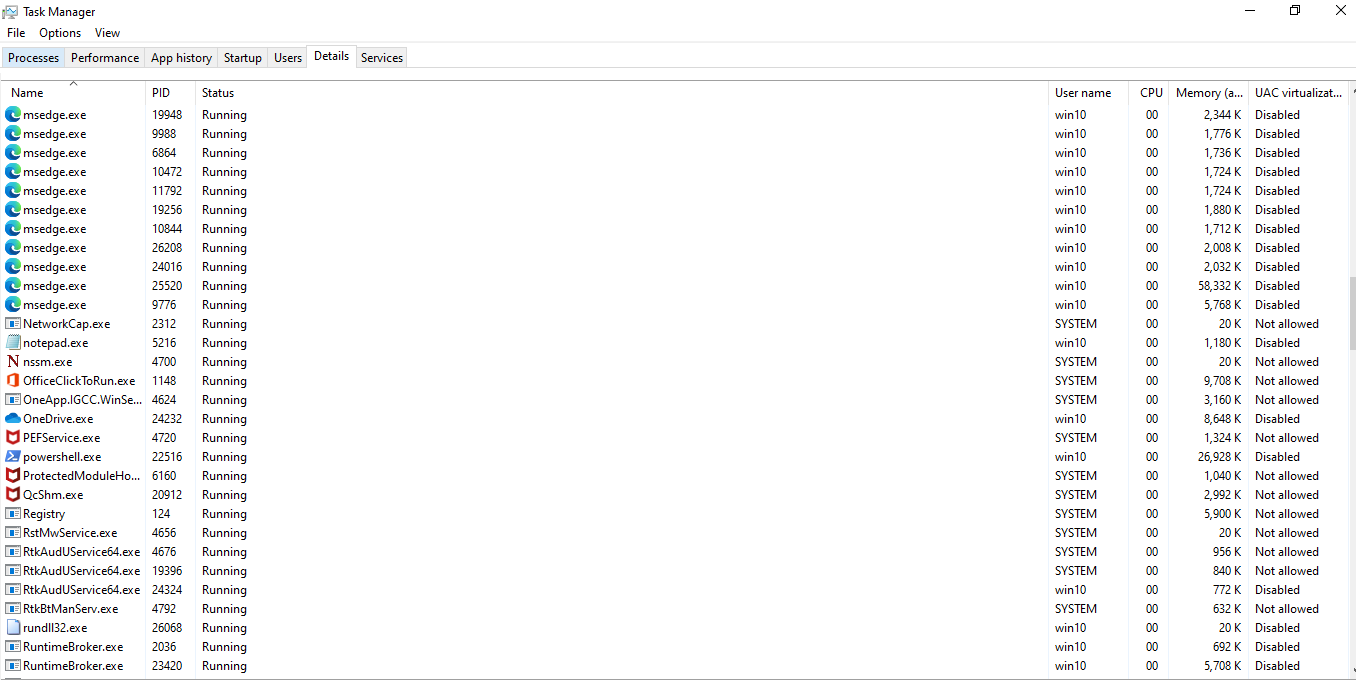 Task Manager
File Options View
Processes Performance App history Startup Users Details Services
Name PID Status User name CPU Memory (a... UAC virtualizat...
msedge.exe 19948 Running win10 00 2,344 K Disabled
msedge.exe 9988 Running win10 00 1,776 K Disabled
msedge.exe 6864 Running win10 00 1,736 K Disabled
msedge.exe 10472 Running win10 00 1,724 K Disabled
msedge.exe 11792 Running win10 00 1,724 K Disabled
msedge.exe 19256 Running win10 00 1,880 K Disabled
msedge.exe 10844 Running win10 00 1,712 K Disabled
msedge.exe 26208 Running win10 00 2,008 K Disabled
msedge.exe 24016 Running win10 00 2,032 K Disabled
msedge.exe 25520 Running win10 00 58,332 K Disabled
msedge.exe 9776 Running win10 00 5,768 K Disabled
NetworkCap.exe 2312 Running SYSTEM 00 20 K Not allowed
notepad.exe 5216 Running win10 00 1,180 K Disabled
nssm.exe 4700 Running SYSTEM 00 20 K Not allowed
OfficeClickToRun.exe 1148 Running SYSTEM 00 9,708 K Not allowed
OneApp.IGCC.WinSe... 4624 Running SYSTEM 00 3,160 K Not allowed
OneDrive.exe 24232 Running win10 00 8,648 K Disabled
PEFService.exe 4720 Running SYSTEM 00 1,324 K Not allowed
powershell.exe 22516 Running win10 00 26,928 K Disabled
ProtectedModuleHo... 6160 Running SYSTEM 00 1,040 K Not allowed
QcShm.exe 20912 Running SYSTEM 00 2,992 K Not allowed
Registry 124 Running SYSTEM 00 5,900 K Not allowed
RstMwService.exe 4656 Running SYSTEM 00 20 K Not allowed
RtkAudUService64.exe 4676 Running SYSTEM 00 956 K Not allowed
RtkAudUService64.exe 19396 Running SYSTEM 00 840 K Not allowed
RtkAudUService64.exe 24324 Running win10 00 772 K Disabled
RtkBtManServ.exe 4792 Running SYSTEM 00 632 K Not allowed
rundll32.exe 26068 Running win10 00 20 K Disabled
RuntimeBroker.exe 2036 Running win10 00 692 K Disabled
RuntimeBroker.exe 23420 Running win10 00 5,708 K Disabled